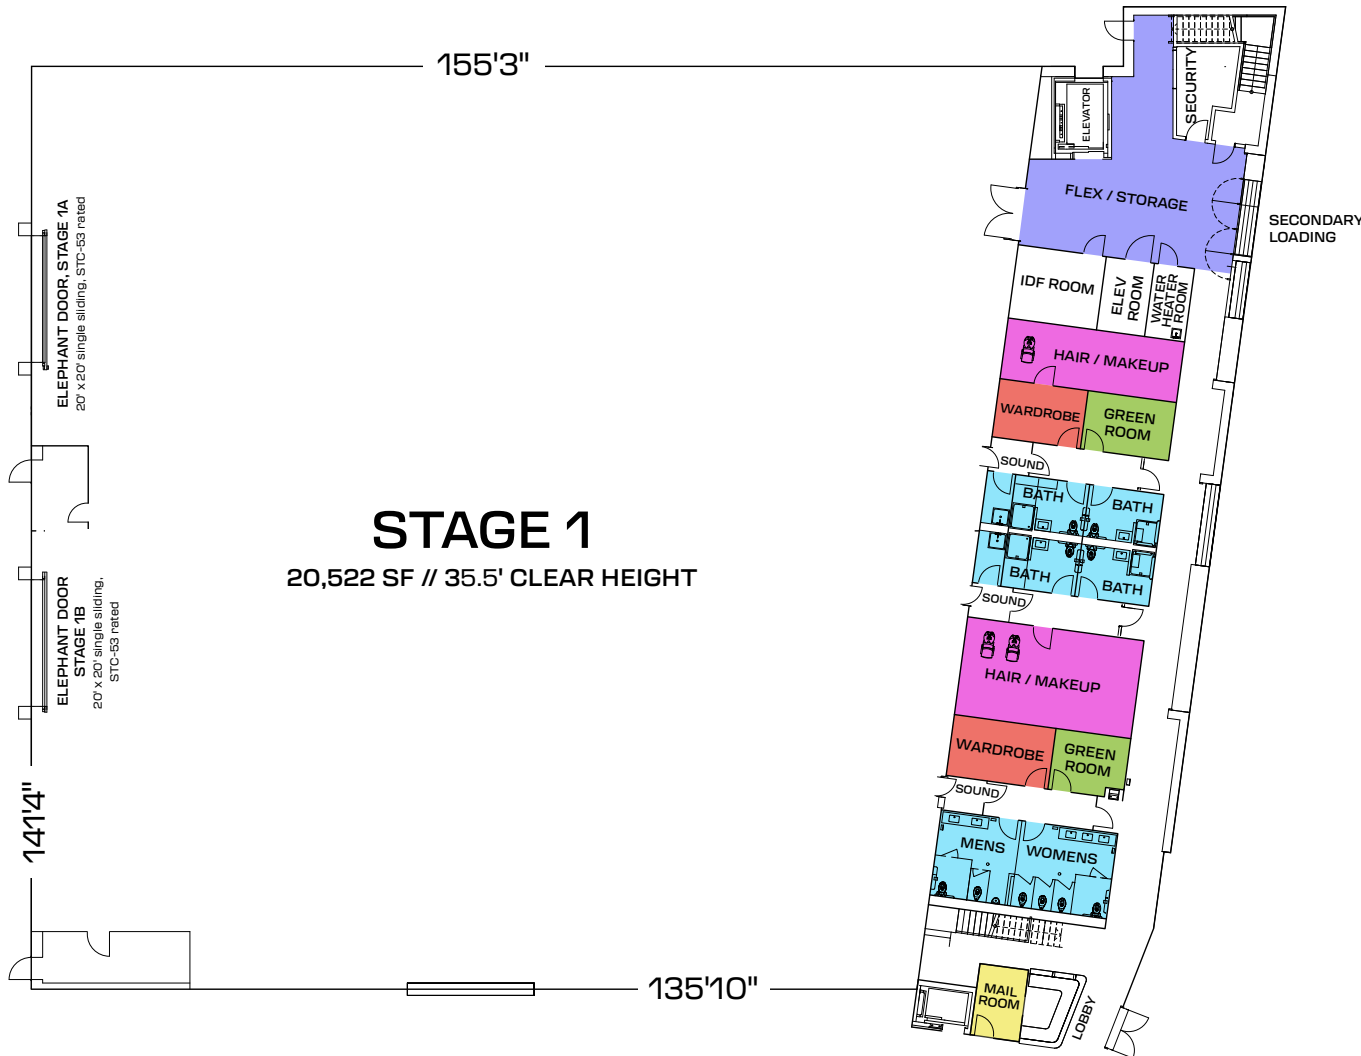 155'3"
SECURITY
ELEVATOR
FLEX / STORAGE
SECONDARY
LOADING
ELEPHANT DOOR, STAGE 1A
20' x 20' single sliding, STC-53 rated
IDF ROOM
ELEV
ROOM
WATER
HEATER
ROOM
HAIR / MAKEUP
WARDROBE
GREEN
ROOM
SOUND
BATH
BATH
STAGE 1
20,522 SF // 35.5' CLEAR HEIGHT
BATH
BATH
SOUND
ELEPHANT DOOR
STAGE 1B
20' x 20' single sliding,
STC-53 rated
HAIR / MAKEUP
WARDROBE
GREEN
ROOM
SOUND
141'4"
MENS
WOMENS
135'10"
MAIL
ROOM
LOBBY